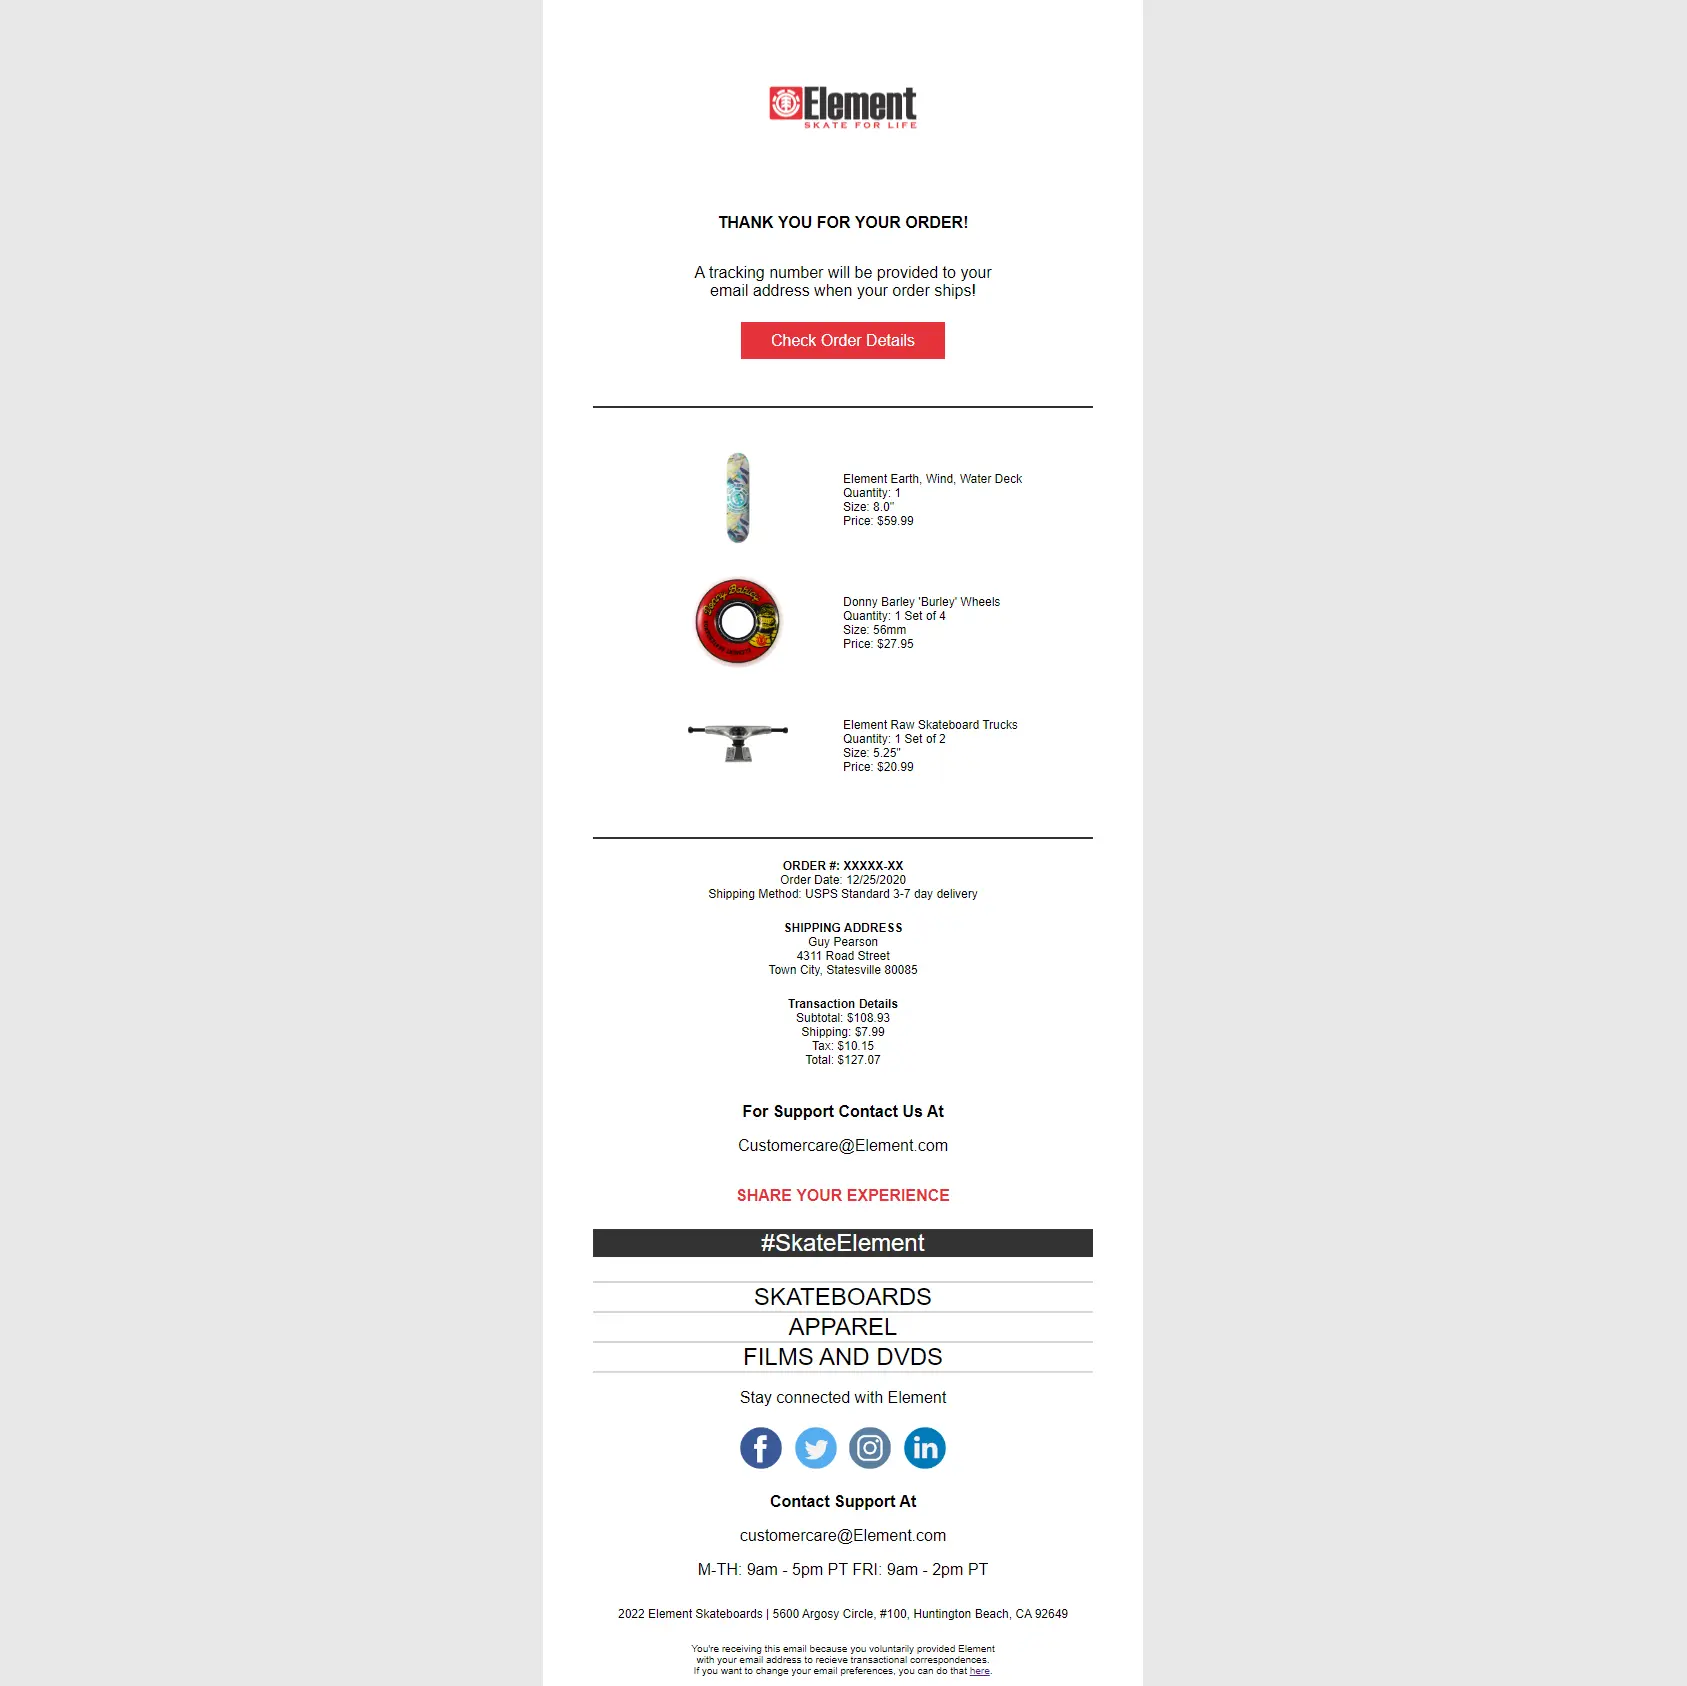 Element
SKATE FOR LIFE
THANK YOU FOR YOUR ORDER!
A tracking number will be provided to your
email address when your order ships!
Check Order Details
Element Earth, Wind, Water Deck
Quantity: 1
Size: 8.0"
Price: $59.99
Donny Barley
Donny Barley 'Burley' Wheels
Quantity: 1 Set of 4
Size: 56mm
Price: $27.95
Element Raw Skateboard Trucks
Quantity: 1 Set of 2
Size: 5.25"
Price: $20.99
ORDER #: XXXXX-XX
Order Date: 12/25/2020
Shipping Method: USPS Standard 3-7 day delivery
SHIPPING ADDRESS
Guy Pearson
4311 Road Street
Town City, Statesville 80085
Transaction Details
Subtotal: $108.93
Shipping: $7.99
Tax: $10.15
Total: $127.07
For Support Contact Us At
Customercare@Element.com
SHARE YOUR EXPERIENCE
#SkateElement
SKATEBOARDS
APPAREL
FILMS AND DVDS
Stay connected with Element
Contact Support At
customercare@Element.com
M-TH: 9am - 5pm PT FRI: 9am - 2pm PT
2022 Element Skateboards | 5600 Argosy Circle, #100, Huntington Beach, CA 92649
You're receiving this email because you voluntarily provided Element
with your email address to recieve transactional correspondences.
If you want to change your email preferences, you can do that here.